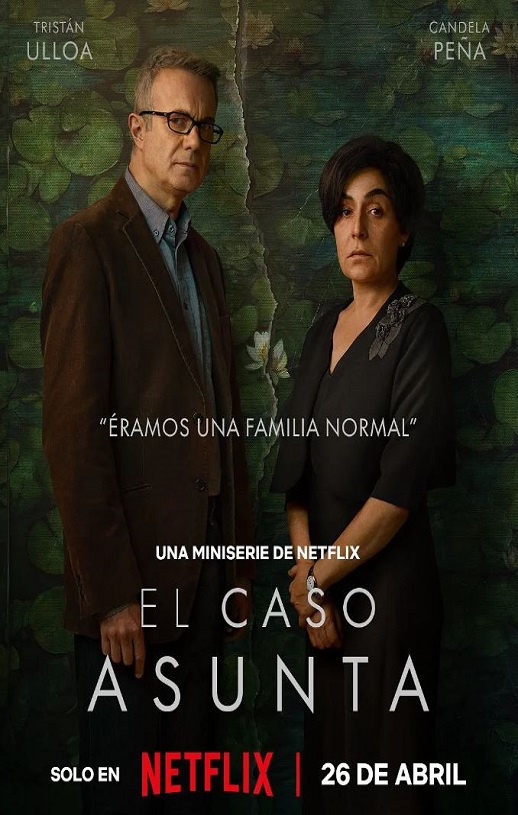 TRISTÁN
ULLOA
CANDELA
PEÑA
“ÉRAMOS UNA FAMILIA NORMAL”
UNA MINISERIE DE NETFLIX
EL CASO
ASUNTA
SOLO EN NETFLIX | 26 DE ABRIL